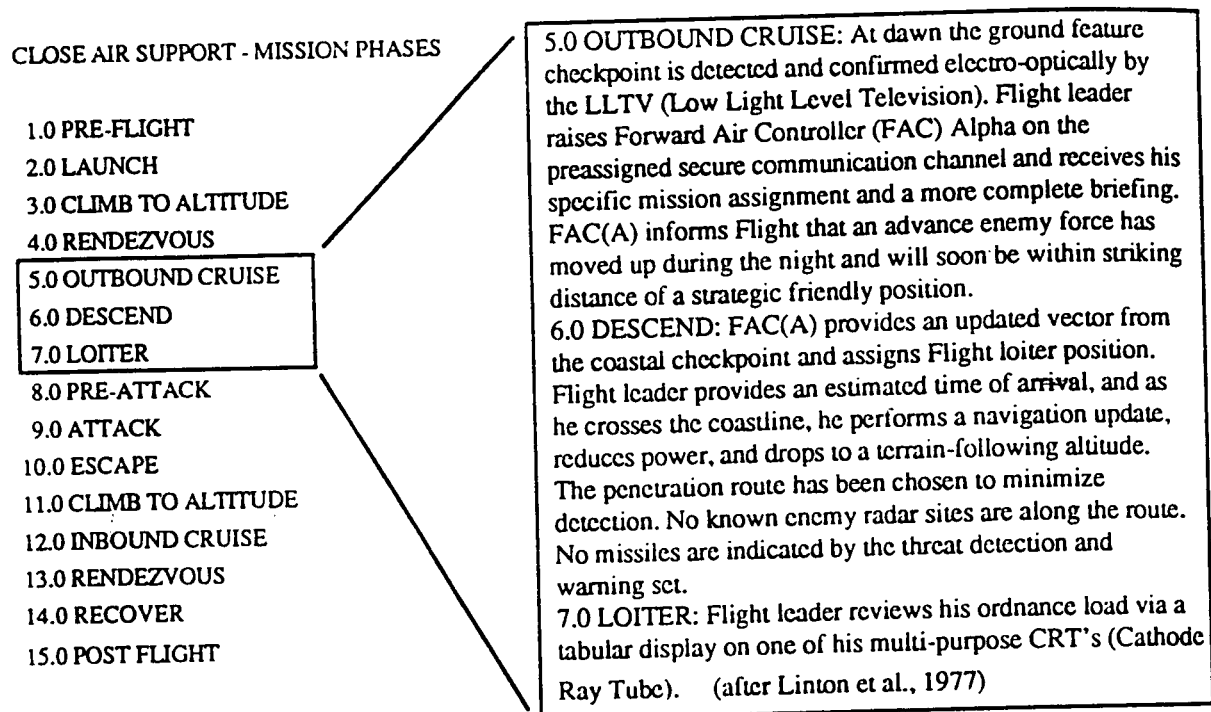 CLOSE AIR SUPPORT - MISSION PHASES
1.0 PRE-FLIGHT
2.0 LAUNCH
3.0 CLIMB TO ALTITUDE
4.0 RENDEZVOUS
5.0 OUTBOUND CRUISE
6.0 DESCEND
7.0 LOITER
8.0 PRE-ATTACK
9.0 ATTACK
10.0 ESCAPE
11.0 CLIMB TO ALTITUDE
12.0 INBOUND CRUISE
13.0 RENDEZVOUS
14.0 RECOVER
15.0 POST FLIGHT
5.0 OUTBOUND CRUISE: At dawn the ground feature
checkpoint is detected and confirmed electro-optically by
the LLTV (Low Light Level Television). Flight leader
raises Forward Air Controller (FAC) Alpha on the
preassigned secure communication channel and receives his
specific mission assignment and a more complete briefing.
FAC(A) informs Flight that an advance enemy force has
moved up during the night and will soon be within striking
distance of a strategic friendly position.
6.0 DESCEND: FAC(A) provides an updated vector from
the coastal checkpoint and assigns Flight loiter position.
Flight leader provides an estimated time of arrival, and as
he crosses the coastline, he performs a navigation update,
reduces power, and drops to a terrain-following altitude.
The penetration route has been chosen to minimize
detection. No known enemy radar sites are along the route.
No missiles are indicated by the threat detection and
warning set.
7.0 LOITER: Flight leader reviews his ordnance load via a
tabular display on one of his multi-purpose CRT's (Cathode
Ray Tube). (after Linton et al., 1977)